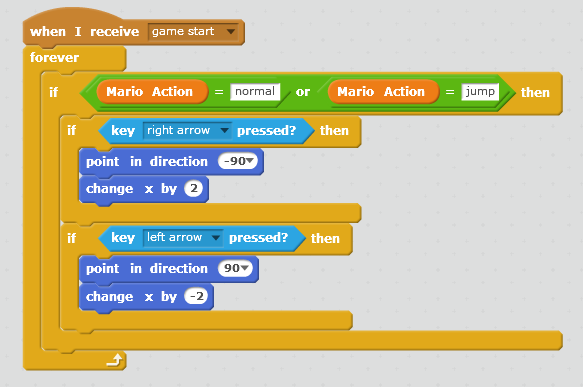 when I receive game start
forever
if Mario Action = normal or Mario Action = jump then
if key right arrow pressed? then
point in direction -90
change x by 2
if key left arrow pressed? then
point in direction 90
change x by -2